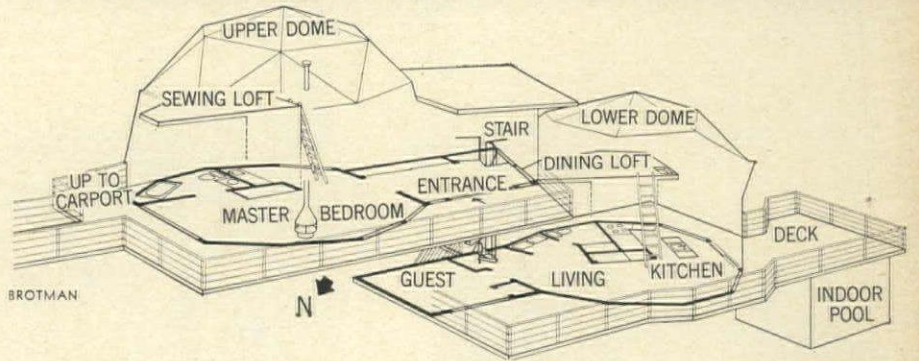 UPPER DOME
SEWING LOFT
LOWER DOME
STAIR
DINING LOFT
UP TO
CARPORT
ENTRANCE
MASTER BEDROOM
DECK
GUEST
LIVING
KITCHEN
INDOOR
POOL
BROTMAN
N